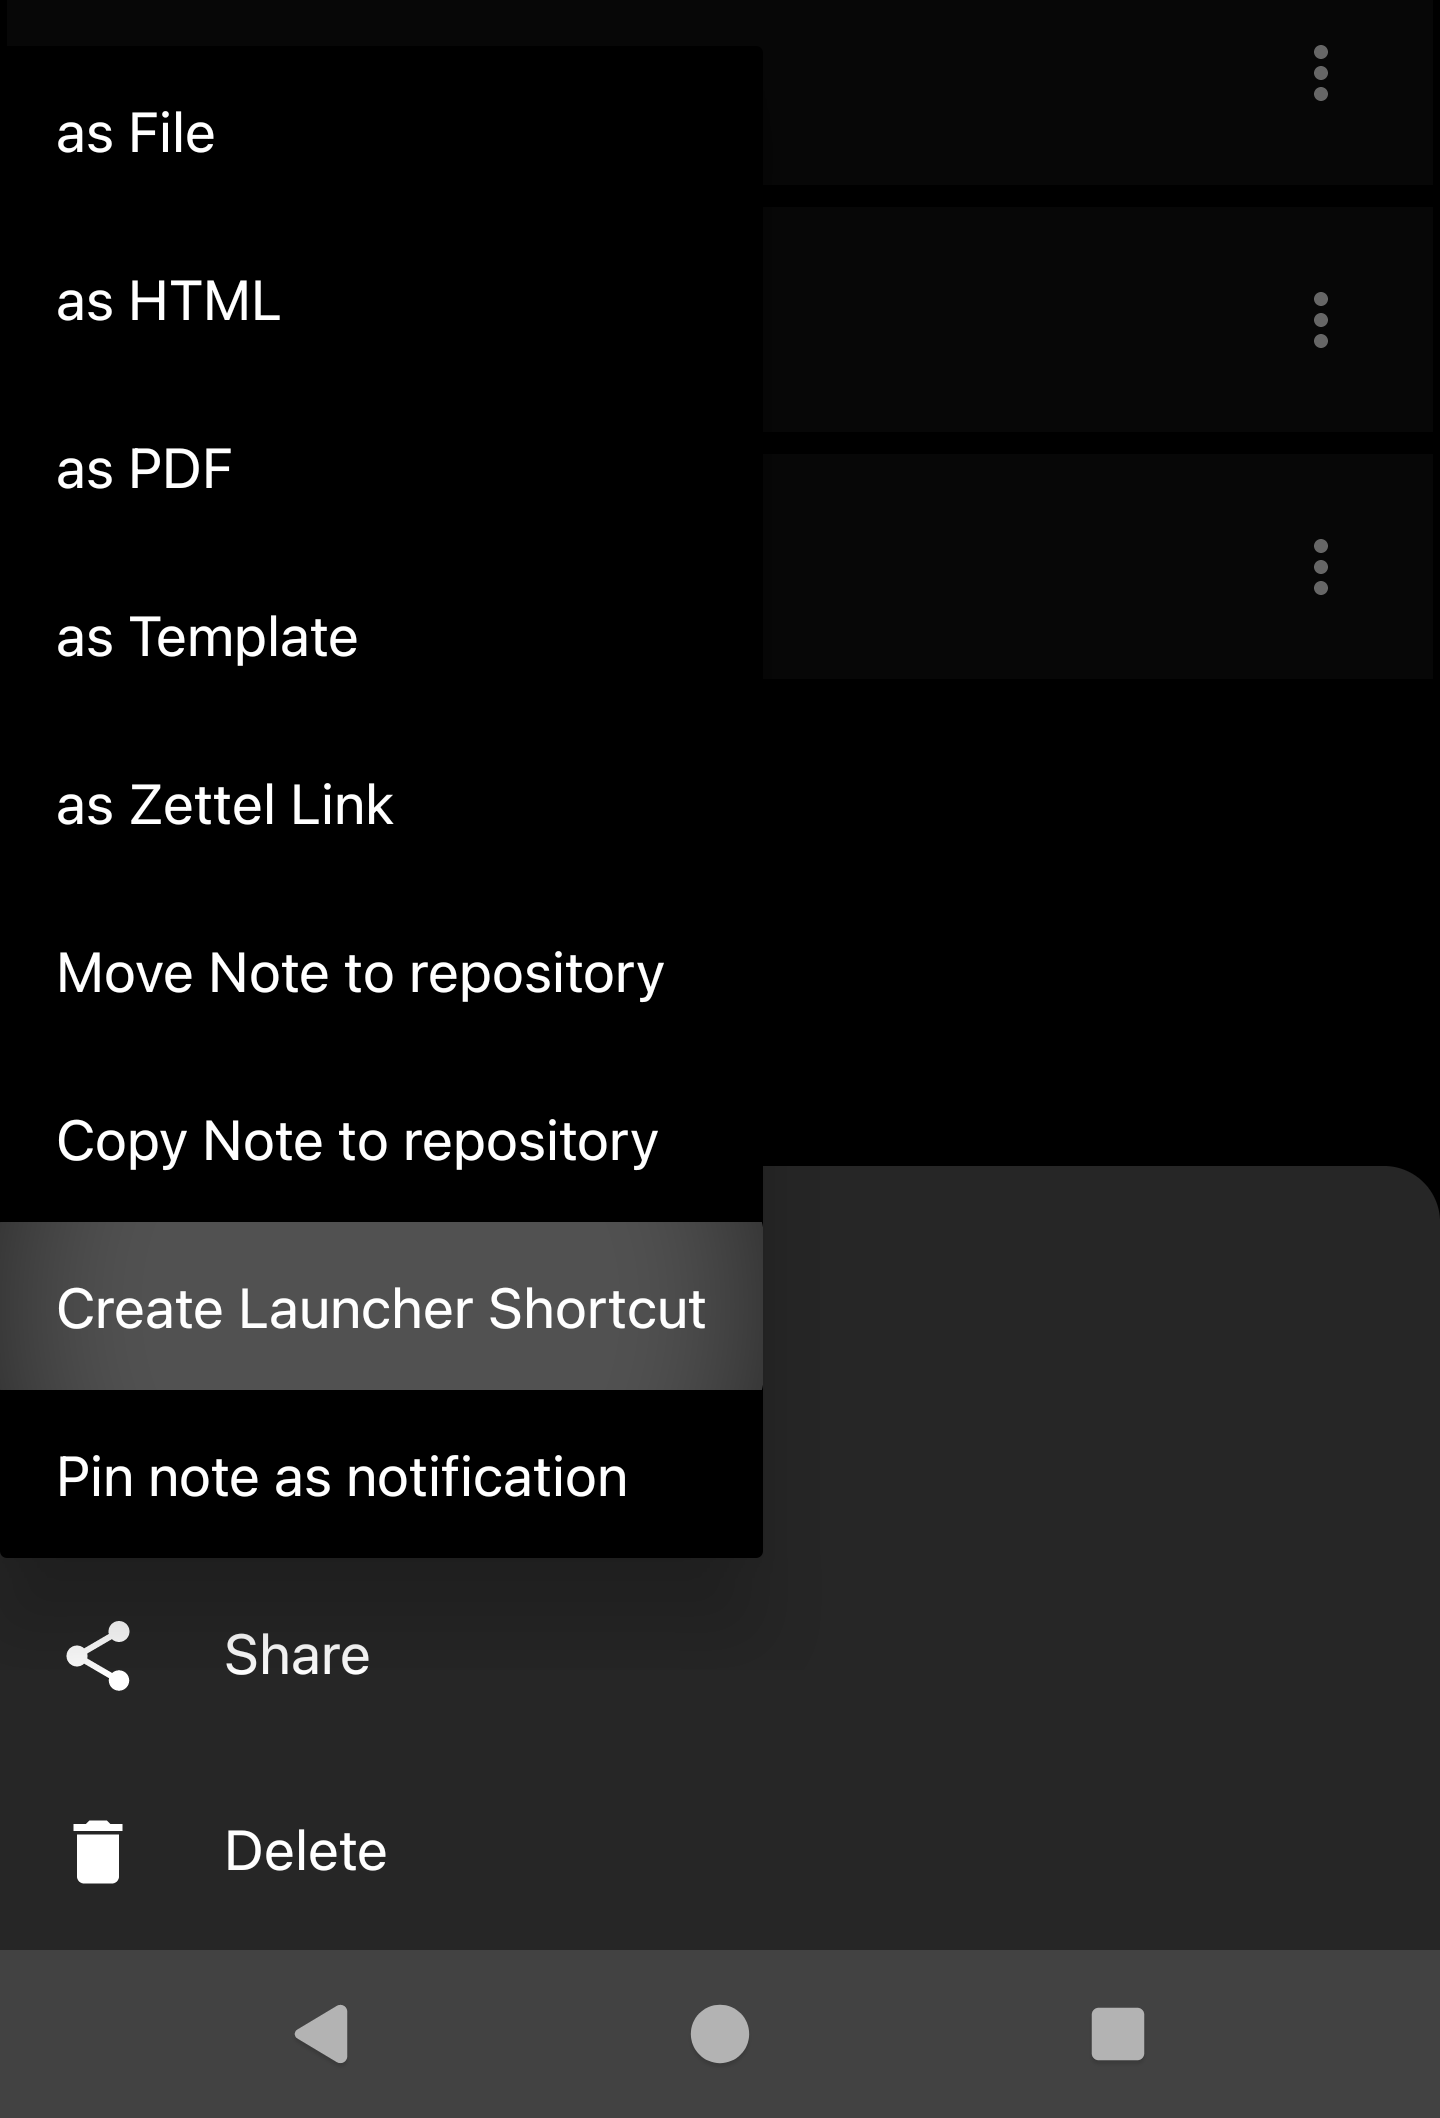 as File
as HTML
as PDF
as Template
as Zettel Link
Move Note to repository
Copy Note to repository
Create Launcher Shortcut
Pin note as notification
Share
Delete